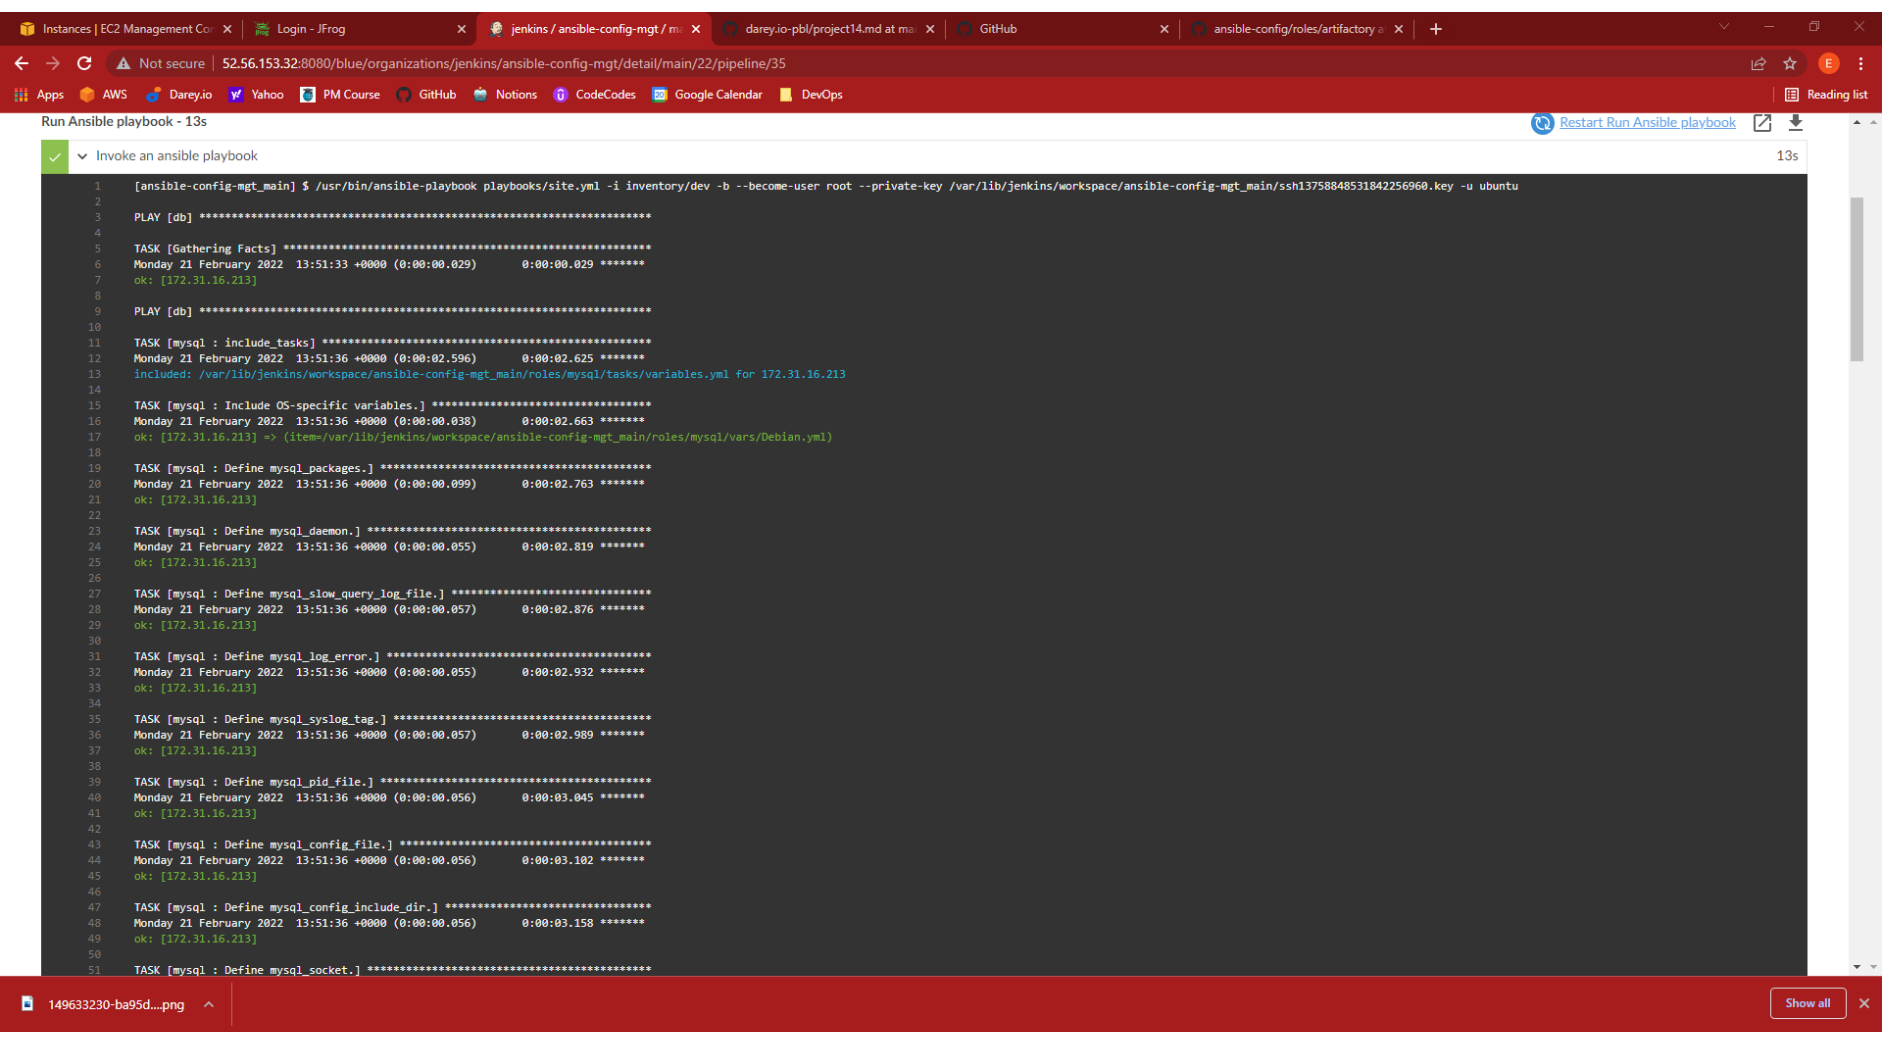 Instances | EC2 Management Con
Login - JFrog
jenkins / ansible-config-mgt / ma
darey.io-pbl/project14.md at mai
GitHub
ansible-config/roles/artifactory a
Not secure | 52.56.153.32:8080/blue/organizations/jenkins/ansible-config-mgt/detail/main/22/pipeline/35
E
Apps AWS Darey.io Yahoo PM Course GitHub Notions CodeCodes Google Calendar DevOps Reading list
Run Ansible playbook - 13s
Restart Run Ansible playbook
Invoke an ansible playbook 13s
1 [ansible-config-mgt_main] $ /usr/bin/ansible-playbook playbooks/site.yml -i inventory/dev -b --become-user root --private-key /var/lib/jenkins/workspace/ansible-config-mgt_main/ssh13758848531842256960.key -u ubuntu
2
3 PLAY [db] **********************************************************************
4
5 TASK [Gathering Facts] *********************************************************
6 Monday 21 February 2022  13:51:33 +0000 (0:00:00.029)       0:00:00.029 *******
7 ok: [172.31.16.213]
8
9 PLAY [db] **********************************************************************
10
11 TASK [mysql : include_tasks] ***************************************************
12 Monday 21 February 2022  13:51:36 +0000 (0:00:02.596)       0:00:02.625 *******
13 included: /var/lib/jenkins/workspace/ansible-config-mgt_main/roles/mysql/tasks/variables.yml for 172.31.16.213
14
15 TASK [mysql : Include OS-specific variables.] **********************************
16 Monday 21 February 2022  13:51:36 +0000 (0:00:00.038)       0:00:02.663 *******
17 ok: [172.31.16.213] => (item=/var/lib/jenkins/workspace/ansible-config-mgt_main/roles/mysql/vars/Debian.yml)
18
19 TASK [mysql : Define mysql_packages.] ******************************************
20 Monday 21 February 2022  13:51:36 +0000 (0:00:00.099)       0:00:02.763 *******
21 ok: [172.31.16.213]
22
23 TASK [mysql : Define mysql_daemon.] ********************************************
24 Monday 21 February 2022  13:51:36 +0000 (0:00:00.055)       0:00:02.819 *******
25 ok: [172.31.16.213]
26
27 TASK [mysql : Define mysql_slow_query_log_file.] *******************************
28 Monday 21 February 2022  13:51:36 +0000 (0:00:00.057)       0:00:02.876 *******
29 ok: [172.31.16.213]
30
31 TASK [mysql : Define mysql_log_error.] *****************************************
32 Monday 21 February 2022  13:51:36 +0000 (0:00:00.055)       0:00:02.932 *******
33 ok: [172.31.16.213]
34
35 TASK [mysql : Define mysql_syslog_tag.] ****************************************
36 Monday 21 February 2022  13:51:36 +0000 (0:00:00.057)       0:00:02.989 *******
37 ok: [172.31.16.213]
38
39 TASK [mysql : Define mysql_pid_file.] ******************************************
40 Monday 21 February 2022  13:51:36 +0000 (0:00:00.056)       0:00:03.045 *******
41 ok: [172.31.16.213]
42
43 TASK [mysql : Define mysql_config_file.] ***************************************
44 Monday 21 February 2022  13:51:36 +0000 (0:00:00.056)       0:00:03.102 *******
45 ok: [172.31.16.213]
46
47 TASK [mysql : Define mysql_config_include_dir.] ********************************
48 Monday 21 February 2022  13:51:36 +0000 (0:00:00.056)       0:00:03.158 *******
49 ok: [172.31.16.213]
50
51 TASK [mysql : Define mysql_socket.] ********************************************
149633230-ba95d....png
Show all